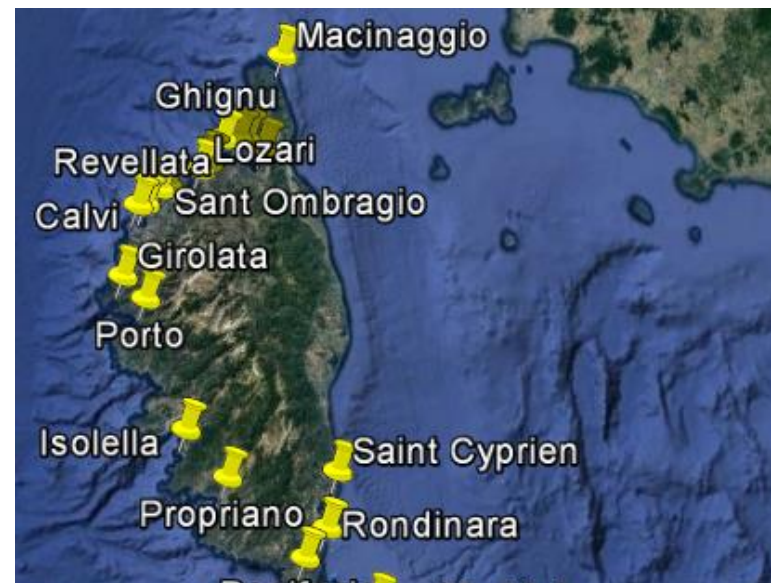 Macinaggio
Ghignu
Lozari
Revellata
Sant Ombragio
Calvi
Girolata
Porto
Isolella
Saint Cyprien
Propriano
Rondinara